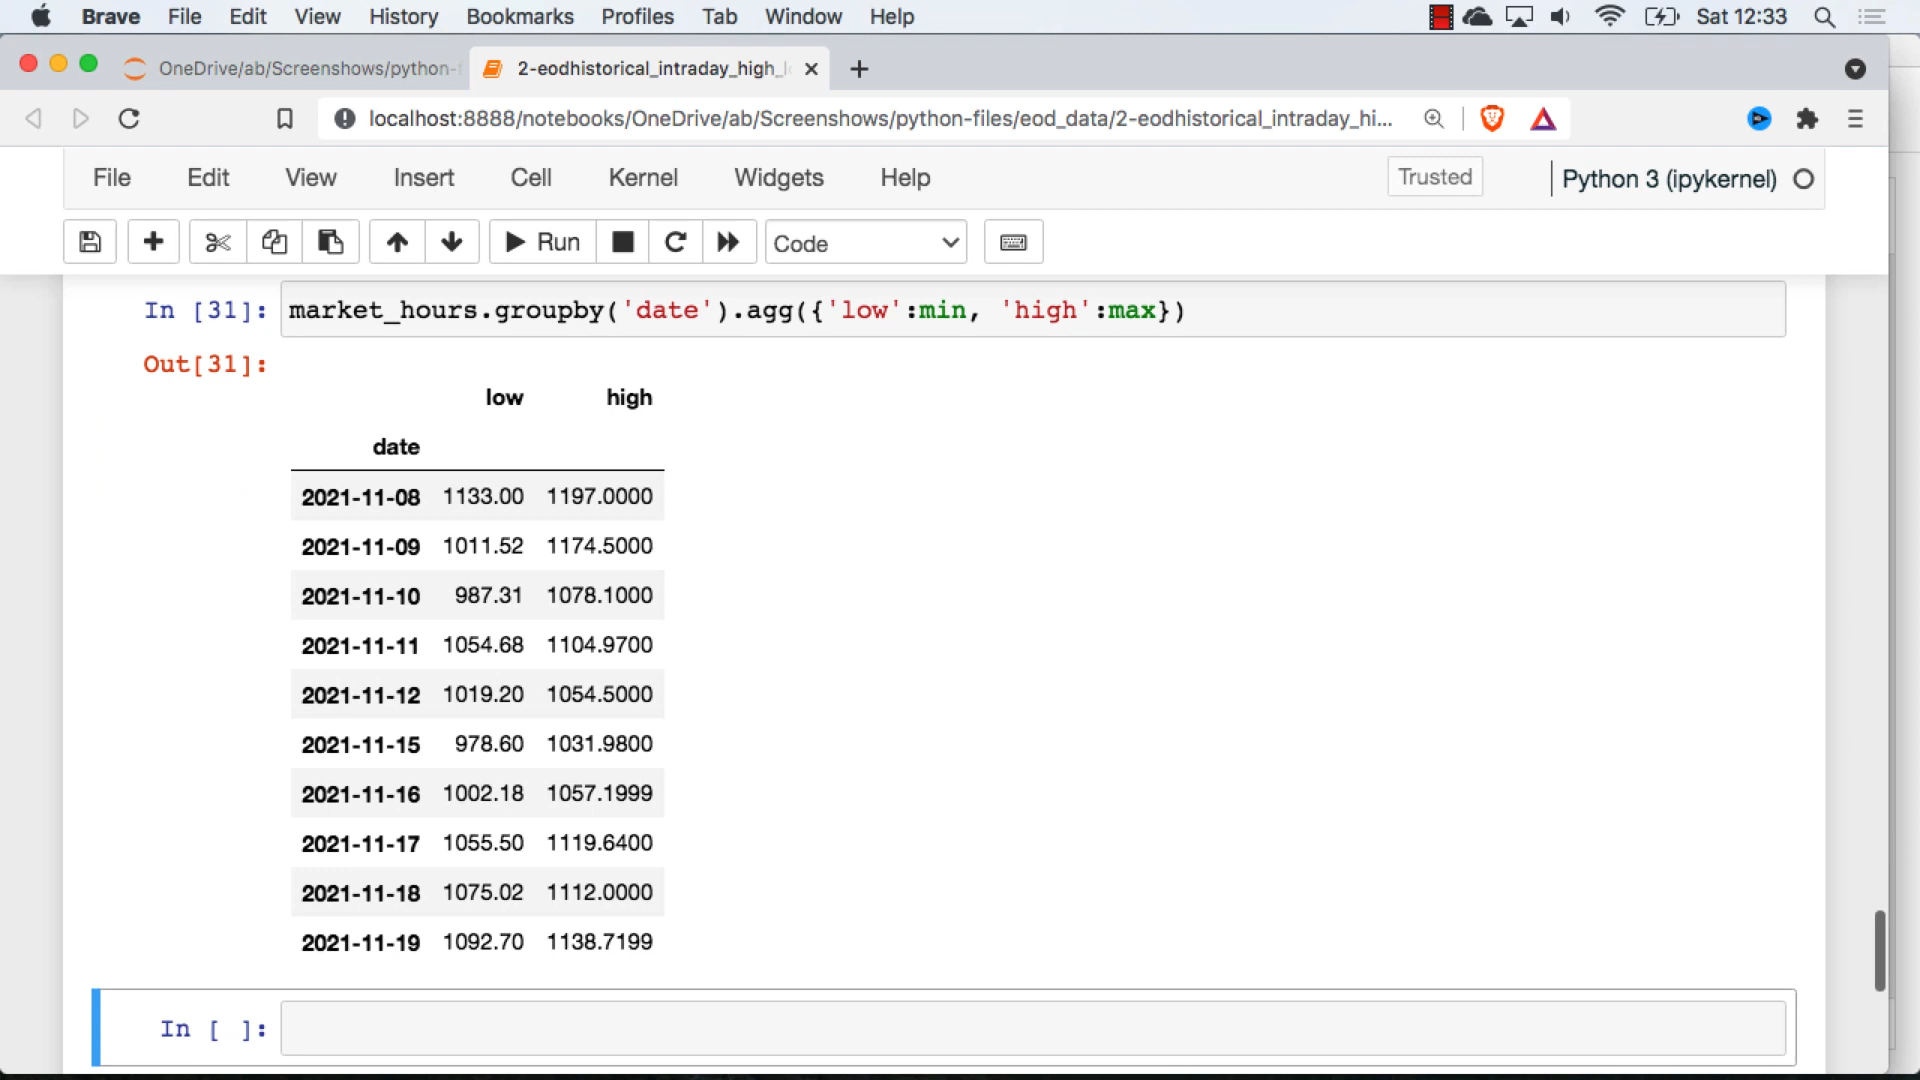 Brave File Edit View History Bookmarks Profiles Tab Window Help Sat 12:33
OneDrive/ab/Screenshows/python-f 2-eodhistorical_intraday_high_l
localhost:8888/notebooks/OneDrive/ab/Screenshows/python-files/eod_data/2-eodhistorical_intraday_hi...
File Edit View Insert Cell Kernel Widgets Help Trusted Python 3 (ipykernel)
Run Code
In [31]: market_hours.groupby('date').agg({'low':min, 'high':max})
Out[31]:
low high
date
2021-11-08 1133.00 1197.0000
2021-11-09 1011.52 1174.5000
2021-11-10 987.31 1078.1000
2021-11-11 1054.68 1104.9700
2021-11-12 1019.20 1054.5000
2021-11-15 978.60 1031.9800
2021-11-16 1002.18 1057.1999
2021-11-17 1055.50 1119.6400
2021-11-18 1075.02 1112.0000
2021-11-19 1092.70 1138.7199
In [ ]: